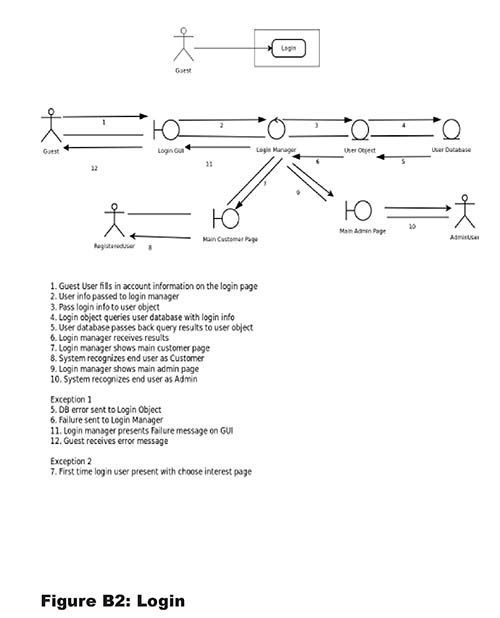 Login
Guest
1
2
3
4
Guest
Login GUI
Login Manager
User Object
User Database
12
11
6
5
7
9
RegisteredUser
8
Main Customer Page
Main Admin Page
10
AdminUser
1. Guest User fills in account information on the login page
2. User info passed to login manager
3. Pass login info to user object
4. Login object queries user database with login info
5. User database passes back query results to user object
6. Login manager receives results
7. Login manager shows main customer page
8. System recognizes end user as Customer
9. Login manager shows main admin page
10. System recognizes end user as Admin
Exception 1
5. DB error sent to Login Object
6. Failure sent to Login Manager
11. Login manager presents Failure message on GUI
12. Guest receives error message
Exception 2
7. First time login user present with choose interest page
Figure B2: Login